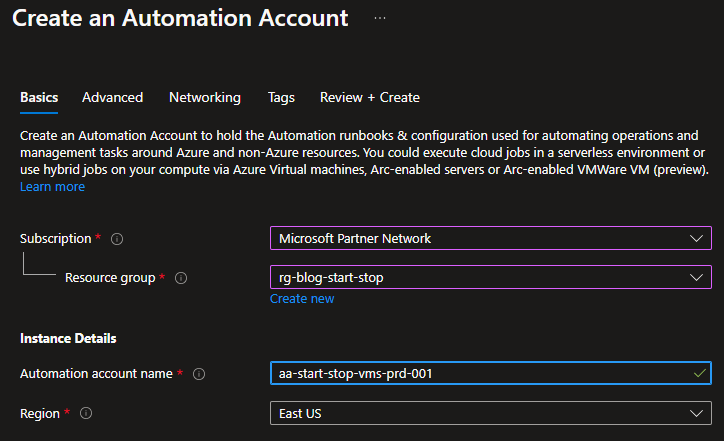 Create an Automation Account ...
Basics Advanced Networking Tags Review + Create
Create an Automation Account to hold the Automation runbooks & configuration used for automating operations and
management tasks around Azure and non-Azure resources. You could execute cloud jobs in a serverless environment or
use hybrid jobs on your compute via Azure Virtual machines, Arc-enabled servers or Arc-enabled VMWare VM (preview).
Learn more
Subscription * Microsoft Partner Network
Resource group * rg-blog-start-stop
Create new
Instance Details
Automation account name * aa-start-stop-vms-prd-001
Region * East US